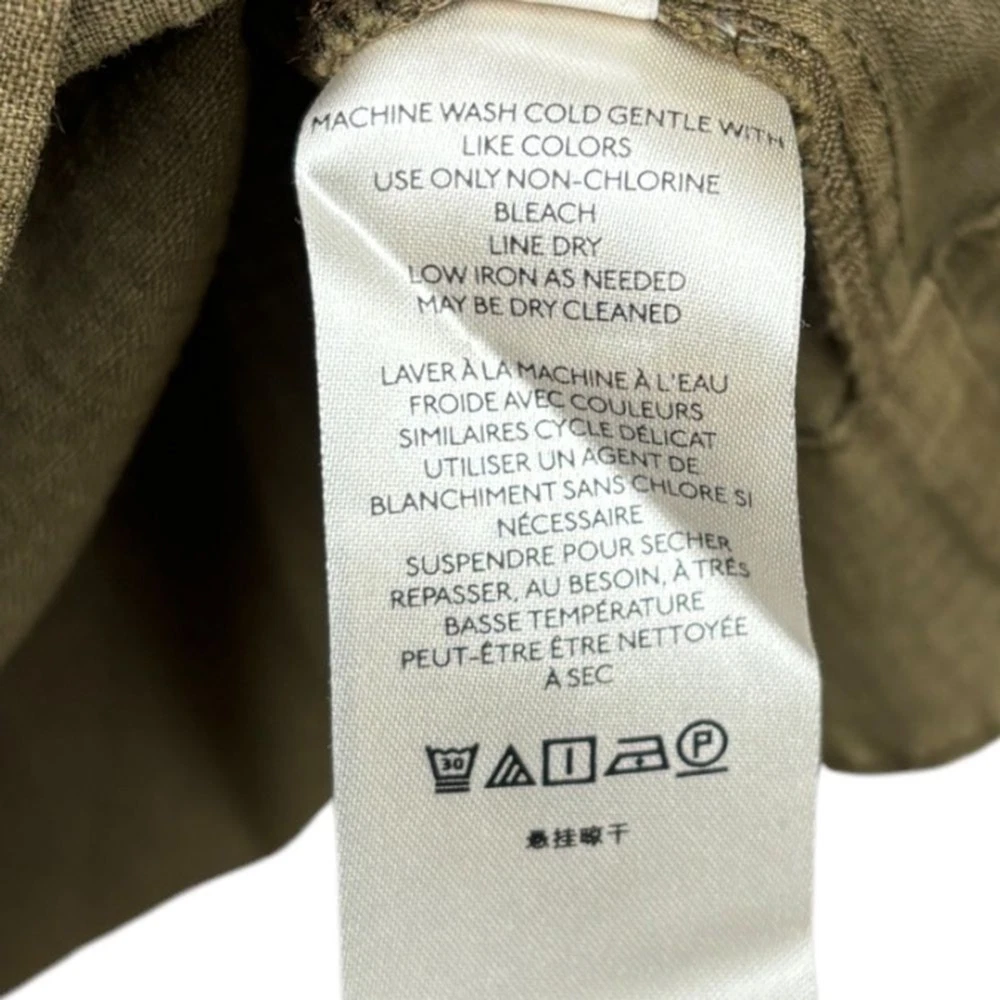 MACHINE WASH COLD GENTLE WITH
LIKE COLORS
USE ONLY NON-CHLORINE
BLEACH
LINE DRY
LOW IRON AS NEEDED
MAY BE DRY CLEANED
LAVER À LA MACHINE À L'EAU
FROIDE AVEC COULEURS
SIMILAIRES CYCLE DÉLICAT
UTILISER UN AGENT DE
BLANCHIMENT SANS CHLORE SI
NÉCESSAIRE
SUSPENDRE POUR SECHER
REPASSER, AU BESOIN, À TRÉS
BASSE TEMPÉRATURE
PEUT-ÊTRE ÊTRE NETTOYÉE
À SEC
30 P
悬挂晾干